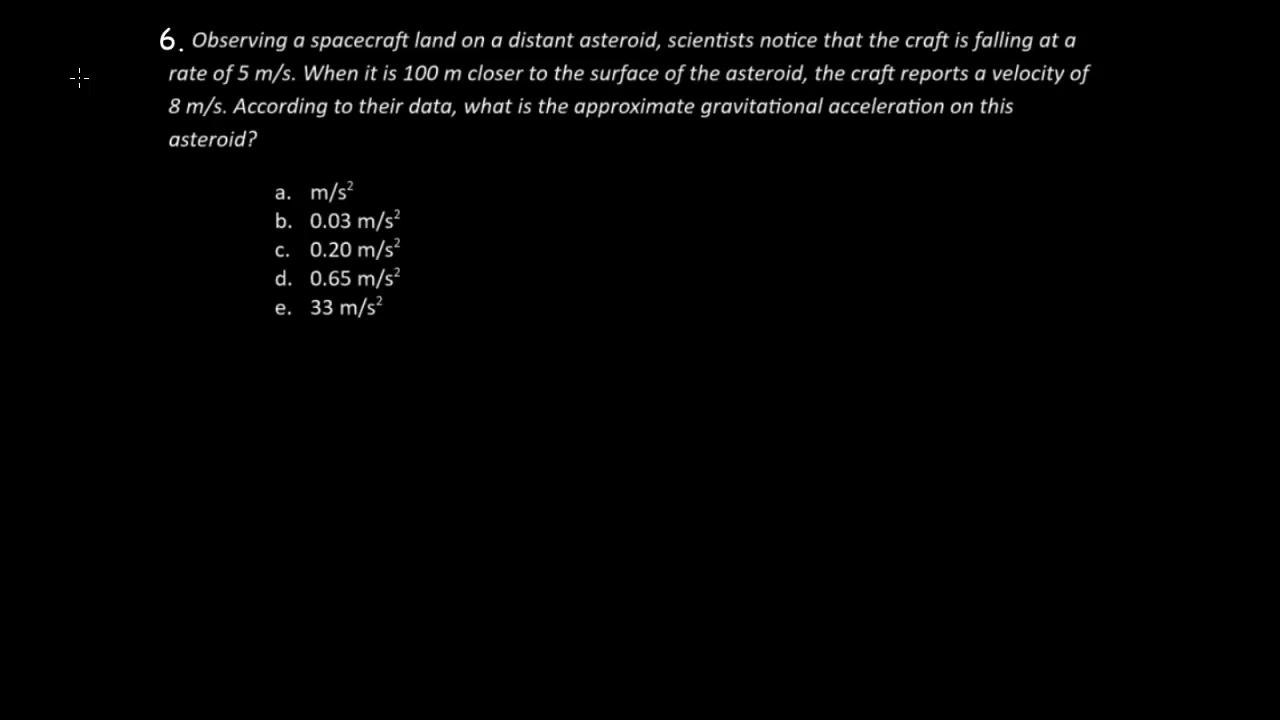 6. Observing a spacecraft land on a distant asteroid, scientists notice that the craft is falling at a
rate of 5 m/s. When it is 100 m closer to the surface of the asteroid, the craft reports a velocity of
8 m/s. According to their data, what is the approximate gravitational acceleration on this
asteroid?
a. m/s²
b. 0.03 m/s²
c. 0.20 m/s²
d. 0.65 m/s²
e. 33 m/s²